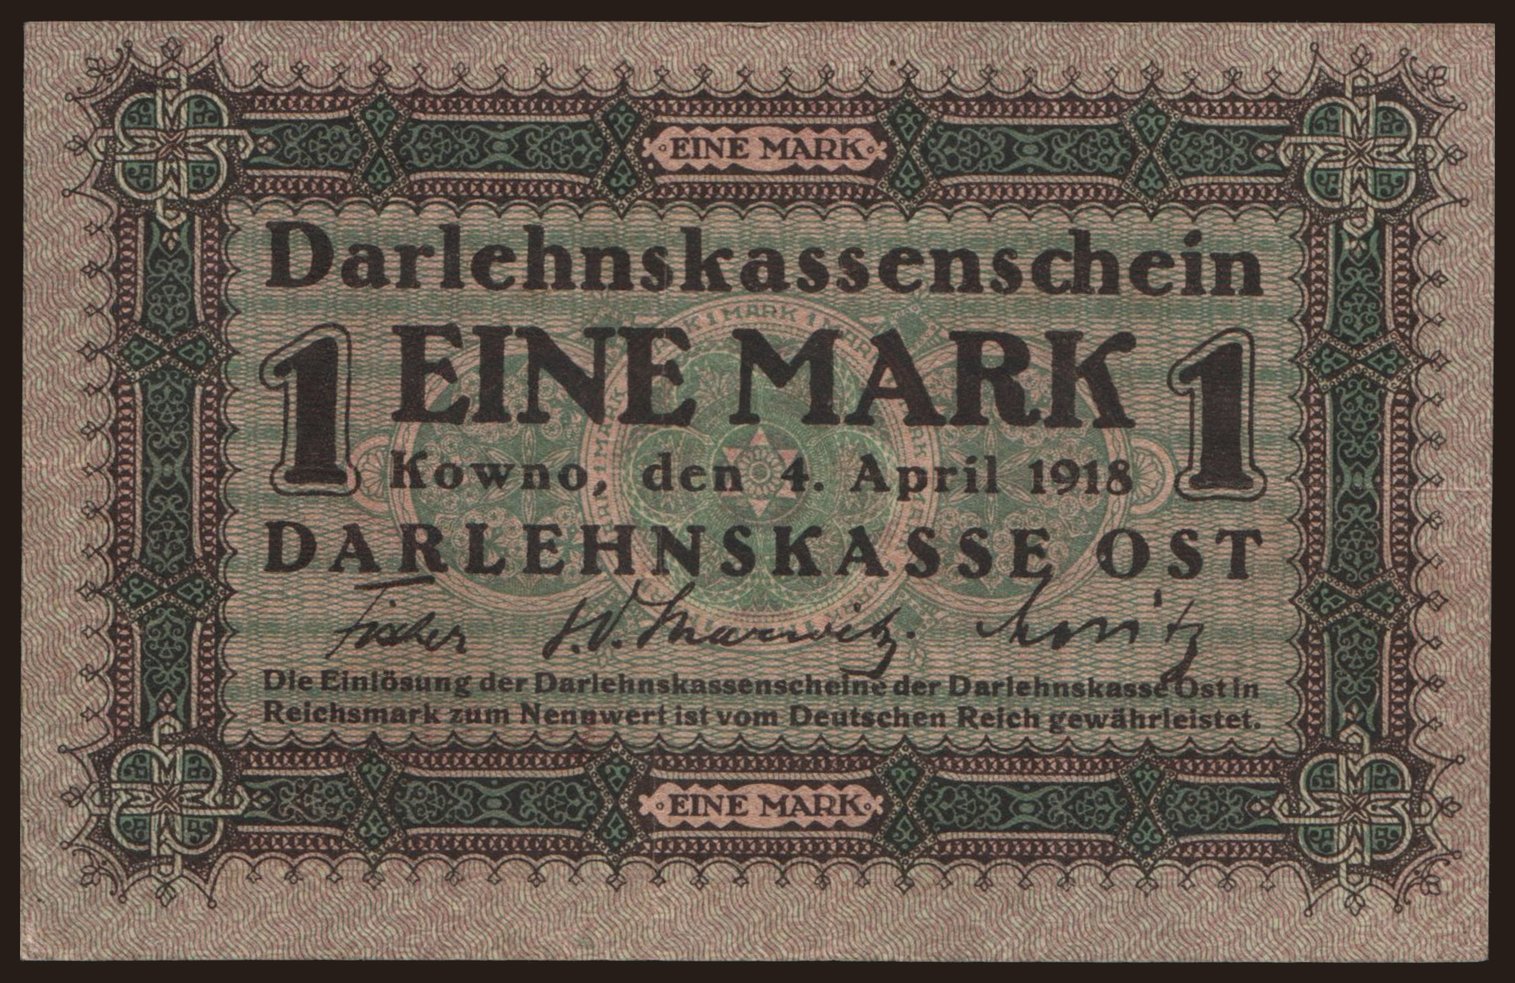 EINE MARK
Darlehnskassenschein
1 EINE MARK 1
Kowno, den 4. April 1918
DARLEHNSKASSE OST
Fischer
Die Einlösung der Darlehnskassenscheine der Darlehnskasse Ost in
Reichsmark zum Nennwert ist vom Deutschen Reich gewährleistet.
EINE MARK